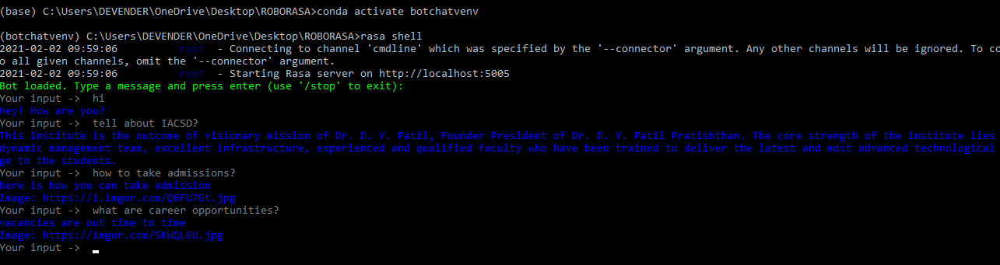 (base) C:\Users\DEVENDER\OneDrive\Desktop\ROBORASA>conda activate botchatvenv
(botchatvenv) C:\Users\DEVENDER\OneDrive\Desktop\ROBORASA>rasa shell
2021-02-02 09:59:06 root - Connecting to channel 'cmdline' which was specified by the '--connector' argument. Any other channels will be ignored. To co
o all given channels, omit the '--connector' argument.
2021-02-02 09:59:06 root - Starting Rasa server on http://localhost:5005
Bot loaded. Type a message and press enter (use '/stop' to exit):
Your input -> hi
Hey! How are you?
Your input -> tell about IACSD?
This Institute is the outcome of visionary mission of Dr. D. Y. Patil, Founder President of Dr. D. Y. Patil Pratishthan. The core strength of the institute lies
dynamic management team, excellent infrastructure, experienced and qualified faculty who have been trained to deliver the latest and most advanced technological
ge to the students.
Your input -> how to take admissions?
here is how you can take admission
Image: https://i.imgur.com/Q6FU7Gt.jpg
Your input -> what are career opportunities?
vacancies are out time to time
Image: https://imgur.com/SKWQLGU.jpg
Your input ->